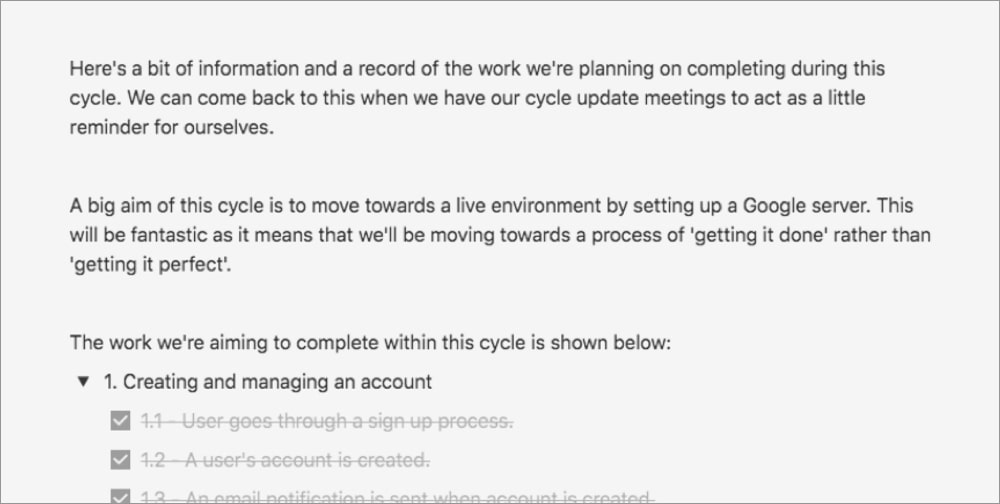 Here's a bit of information and a record of the work we're planning on completing during this
cycle. We can come back to this when we have our cycle update meetings to act as a little
reminder for ourselves.
A big aim of this cycle is to move towards a live environment by setting up a Google server. This
will be fantastic as it means that we'll be moving towards a process of 'getting it done' rather than
'getting it perfect'.
The work we're aiming to complete within this cycle is shown below:
1. Creating and managing an account
1.1 - User goes through a sign up process.
1.2 - A user's account is created.
1.3 - An email notification is sent when account is created.